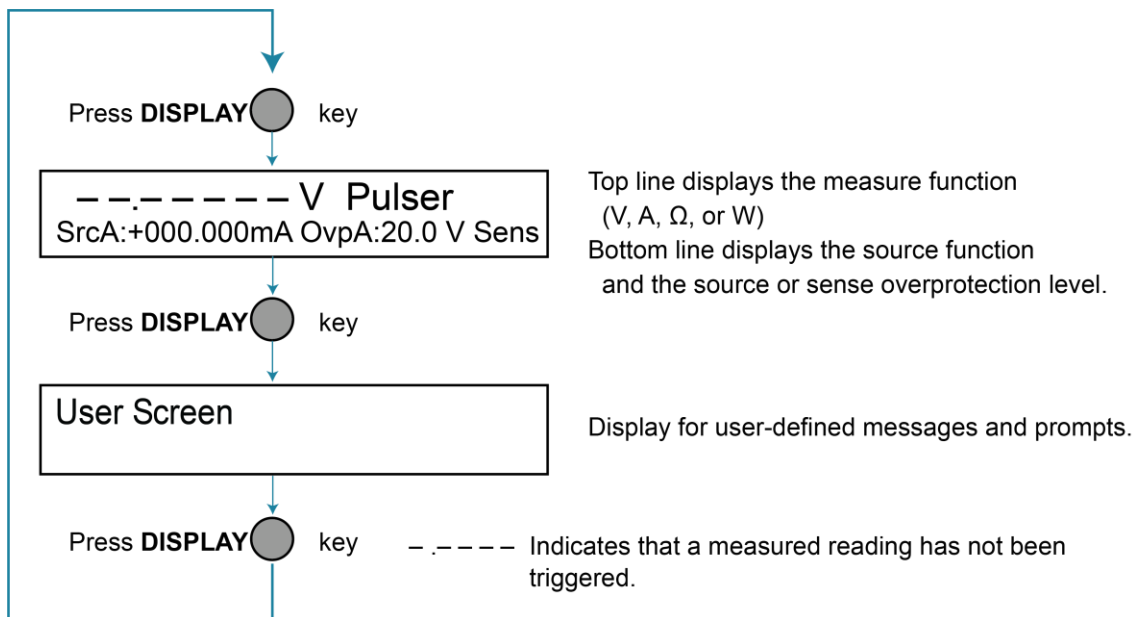 Press DISPLAY key
– –.– – – – – V Pulser
SrcA:+000.000mA OvpA:20.0 V Sens
Top line displays the measure function
(V, A, Ω, or W)
Bottom line displays the source function
and the source or sense overprotection level.
Press DISPLAY key
User Screen
Display for user-defined messages and prompts.
Press DISPLAY key
– .– – – – Indicates that a measured reading has not been
triggered.